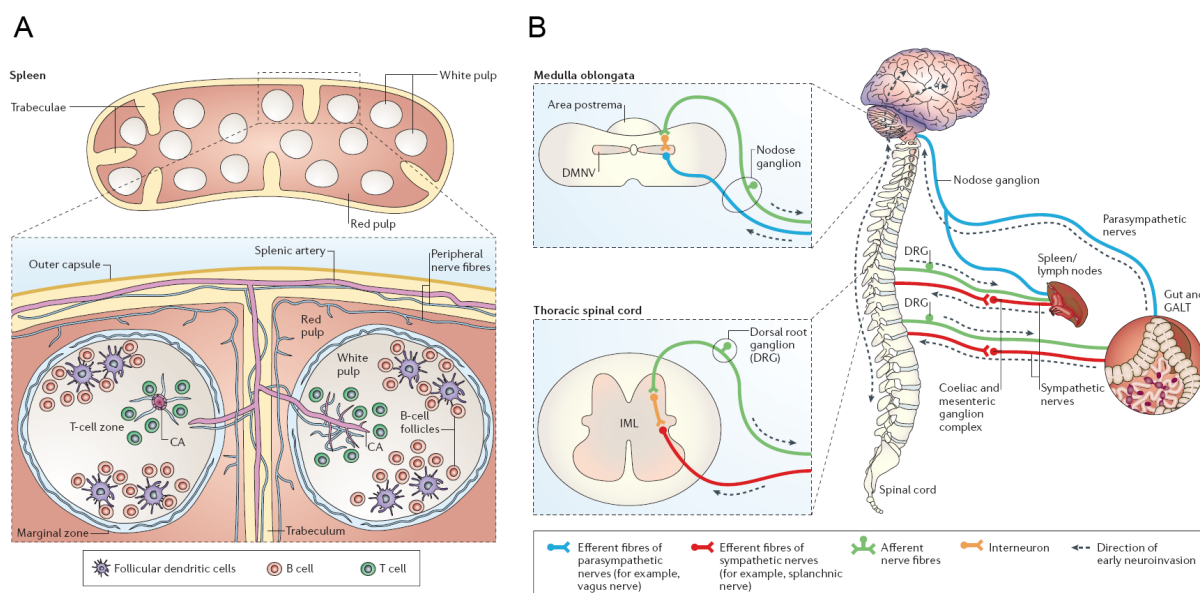 A
Spleen
Trabeculae
White pulp
Red pulp
Outer capsule
Splenic artery
Peripheral
nerve fibres
Red
pulp
White
pulp
T-cell zone
CA
CA
B-cell
follicles
Marginal zone
Trabeculum
Follicular dendritic cells
B cell
T cell
B
Medulla oblongata
Area postrema
DMNV
Nodose
ganglion
Thoracic spinal cord
Dorsal root
ganglion
(DRG)
IML
Nodose ganglion
Parasympathetic
nerves
DRG
Spleen/
lymph nodes
DRG
Gut and
GALT
Coeliac and
mesenteric
ganglion
complex
Sympathetic
nerves
Spinal cord
Efferent fibres of
parasympathetic
nerves (for example,
vagus nerve)
Efferent fibres of
sympathetic nerves
(for example, splanchnic
nerve)
Afferent
nerve fibres
Interneuron
Direction of
early neuroinvasion